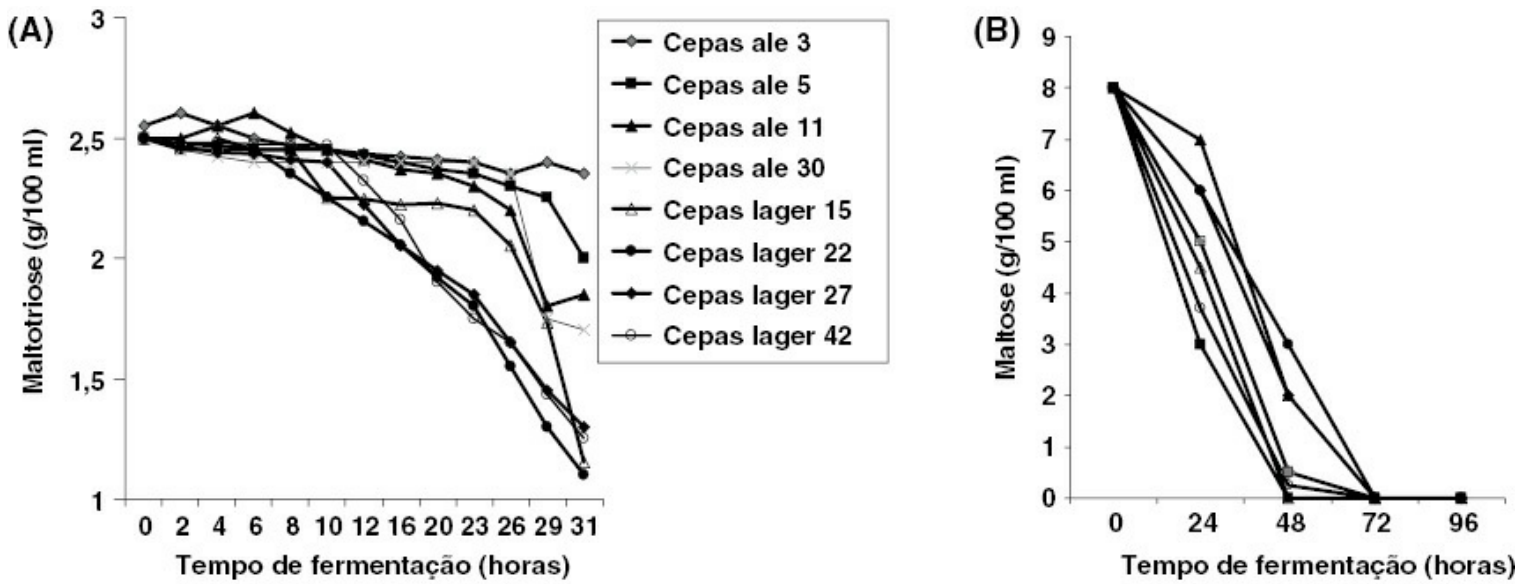 (A)
Maltotriose (g/100 ml)
3
2,5
2
1,5
1
0 2 4 6 8 10 12 16 20 23 26 29 31
Tempo de fermentação (horas)
Cepas ale 3
Cepas ale 5
Cepas ale 11
Cepas ale 30
Cepas lager 15
Cepas lager 22
Cepas lager 27
Cepas lager 42
(B)
Maltose (g/100 ml)
9
8
7
6
5
4
3
2
1
0
0 24 48 72 96
Tempo de fermentação (horas)